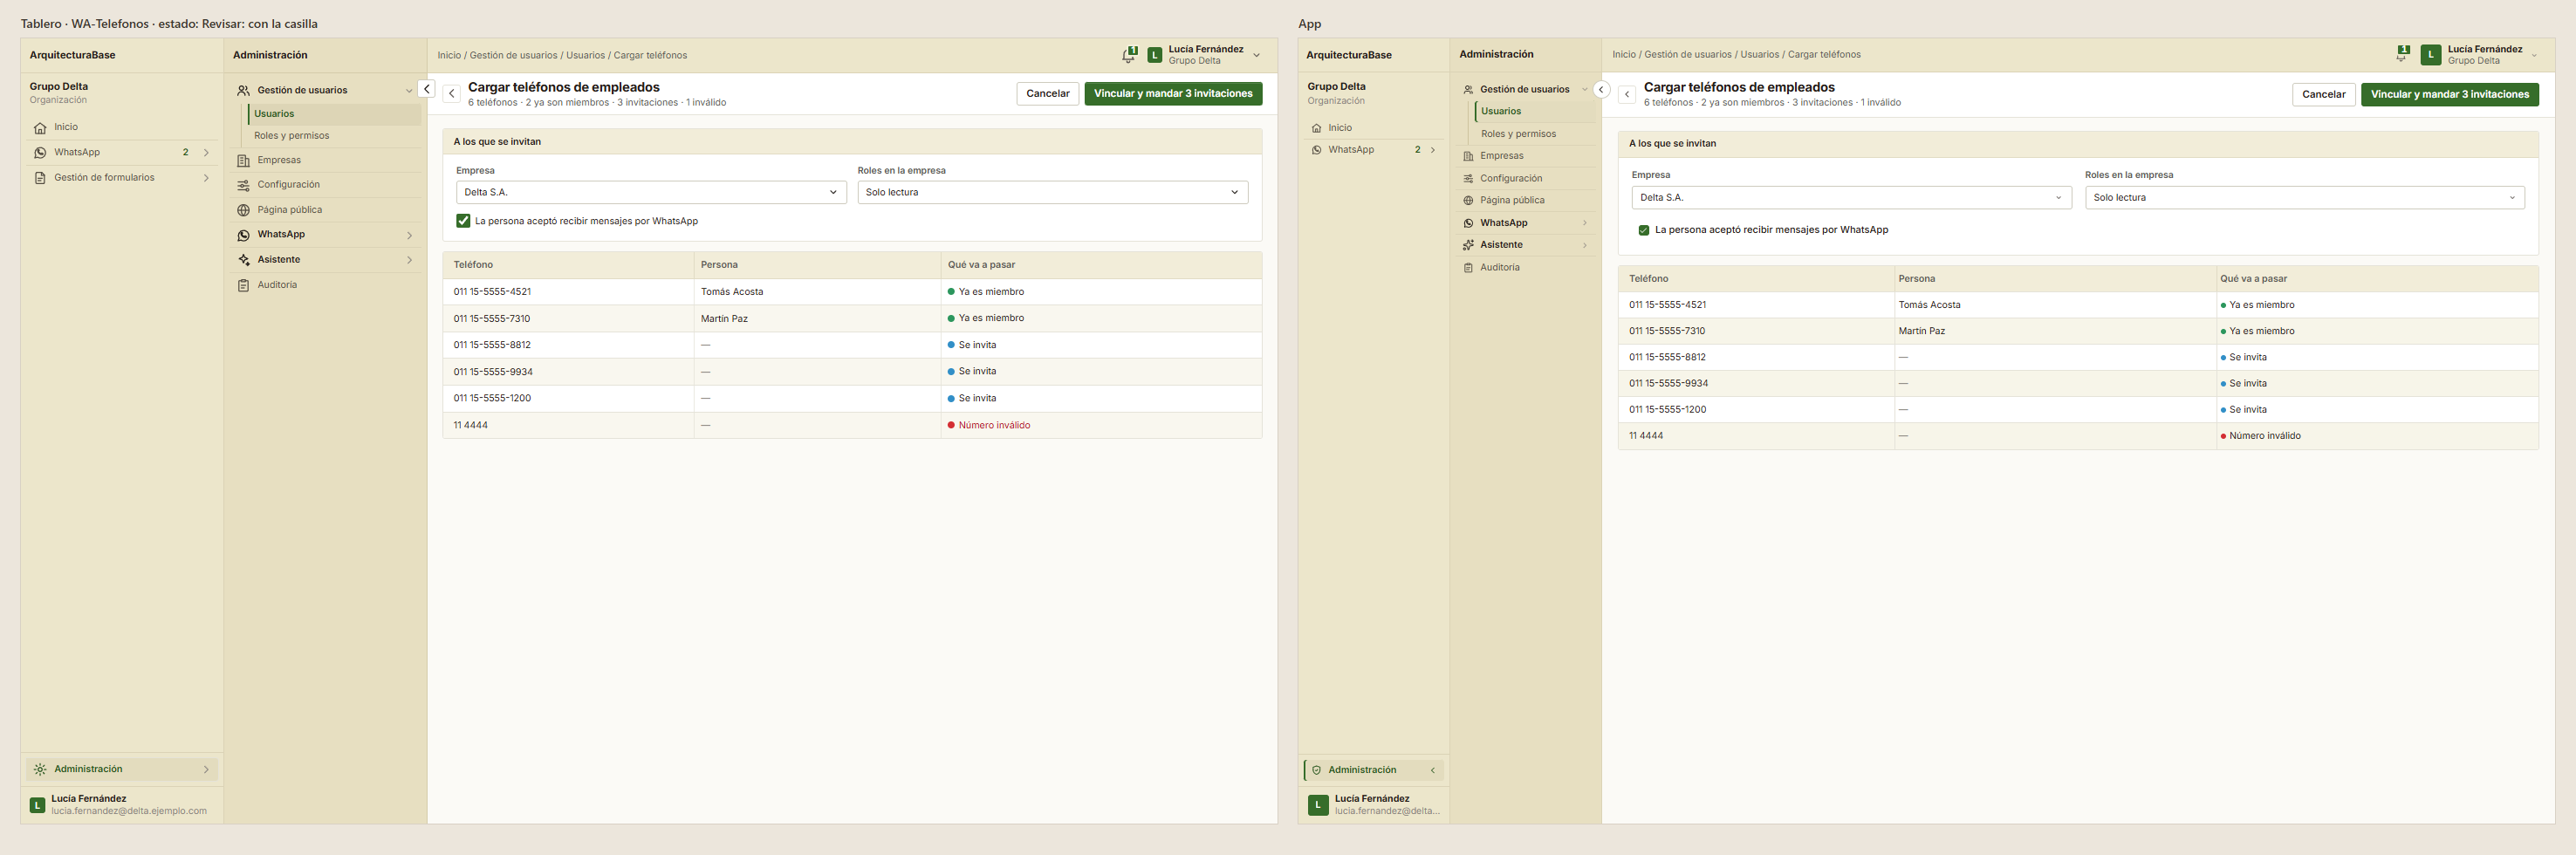 Tablero · WA-Telefonos · estado: Revisar: con la casilla
ArquitecturaBase
Grupo Delta
Organización
Inicio
WhatsApp 2
Gestión de formularios
Administración
Lucía Fernández
lucia.fernandez@delta.ejemplo.com
Administración
Gestión de usuarios
Usuarios
Roles y permisos
Empresas
Configuración
Página pública
WhatsApp
Asistente
Auditoría
Inicio / Gestión de usuarios / Usuarios / Cargar teléfonos
1
L
Lucía Fernández
Grupo Delta
Cargar teléfonos de empleados
6 teléfonos · 2 ya son miembros · 3 invitaciones · 1 inválido
Cancelar
Vincular y mandar 3 invitaciones
A los que se invitan
Empresa Roles en la empresa
Delta S.A. Solo lectura
La persona aceptó recibir mensajes por WhatsApp
Teléfono Persona Qué va a pasar
011 15-5555-4521 Tomás Acosta Ya es miembro
011 15-5555-7310 Martín Paz Ya es miembro
011 15-5555-8812 — Se invita
011 15-5555-9934 — Se invita
011 15-5555-1200 — Se invita
11 4444 — Número inválido
L
App
ArquitecturaBase
Grupo Delta
Organización
Inicio
WhatsApp 2
Administración
L
Lucía Fernández
lucia.fernandez@delta...
Administración
Gestión de usuarios
Usuarios
Roles y permisos
Empresas
Configuración
Página pública
WhatsApp
Asistente
Auditoría
Inicio / Gestión de usuarios / Usuarios / Cargar teléfonos
1
L
Lucía Fernández
Grupo Delta
Cargar teléfonos de empleados
6 teléfonos · 2 ya son miembros · 3 invitaciones · 1 inválido
Cancelar
Vincular y mandar 3 invitaciones
A los que se invitan
Empresa Roles en la empresa
Delta S.A. Solo lectura
La persona aceptó recibir mensajes por WhatsApp
Teléfono Persona Qué va a pasar
011 15-5555-4521 Tomás Acosta Ya es miembro
011 15-5555-7310 Martín Paz Ya es miembro
011 15-5555-8812 — Se invita
011 15-5555-9934 — Se invita
011 15-5555-1200 — Se invita
11 4444 — Número inválido